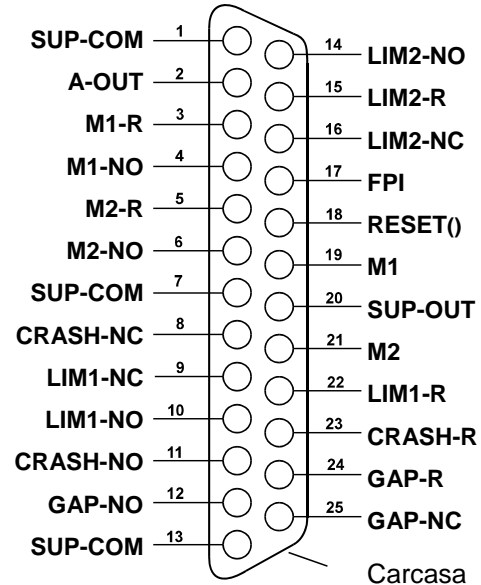 SUP-COM 1
A-OUT 2
M1-R 3
M1-NO 4
M2-R 5
M2-NO 6
SUP-COM 7
CRASH-NC 8
LIM1-NC 9
LIM1-NO 10
CRASH-NO 11
GAP-NO 12
SUP-COM 13
14 LIM2-NO
15 LIM2-R
16 LIM2-NC
17 FPI
18 RESET()
19 M1
20 SUP-OUT
21 M2
22 LIM1-R
23 CRASH-R
24 GAP-R
25 GAP-NC
Carcasa